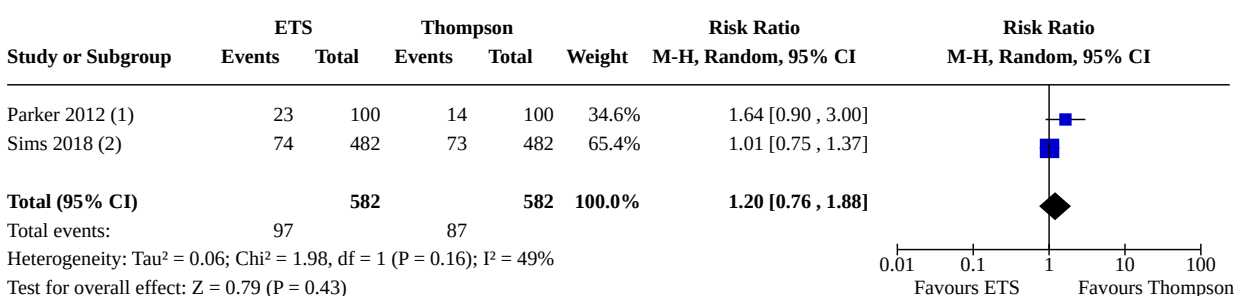 ETS Thompson Risk Ratio Risk Ratio
Study or Subgroup Events Total Events Total Weight M-H, Random, 95% CI M-H, Random, 95% CI
Parker 2012 (1) 23 100 14 100 34.6% 1.64 [0.90 , 3.00]
Sims 2018 (2) 74 482 73 482 65.4% 1.01 [0.75 , 1.37]
Total (95% CI) 582 582 100.0% 1.20 [0.76 , 1.88]
Total events: 97 87
Heterogeneity: Tau² = 0.06; Chi² = 1.98, df = 1 (P = 0.16); I² = 49%
0.01 0.1 1 10 100
Test for overall effect: Z = 0.79 (P = 0.43) Favours ETS Favours Thompson